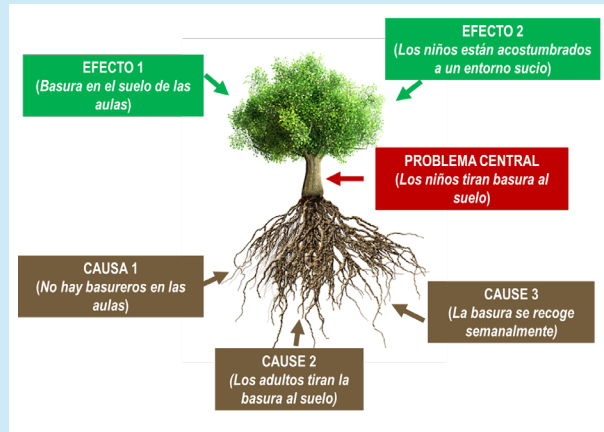 EFECTO 2
(Los niños están acostumbrados
a un entorno sucio)
EFECTO 1
(Basura en el suelo de las
aulas)
PROBLEMA CENTRAL
(Los niños tiran basura al
suelo)
CAUSA 1
(No hay basureros en las
aulas)
CAUSE 3
(La basura se recoge
semanalmente)
CAUSE 2
(Los adultos tiran la
basura al suelo)